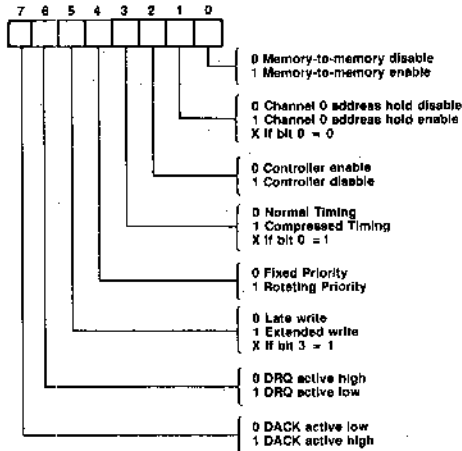 7 6 5 4 3 2 1 0
0 Memory-to-memory disable
1 Memory-to-memory enable
0 Channel 0 address hold disable
1 Channel 0 address hold enable
X If bit 0 = 0
0 Controller enable
1 Controller disable
0 Normal Timing
1 Compressed Timing
X If bit 0 = 1
0 Fixed Priority
1 Rotating Priority
0 Late write
1 Extended write
X If bit 3 = 1
0 DRQ active high
1 DRQ active low
0 DACK active low
1 DACK active high